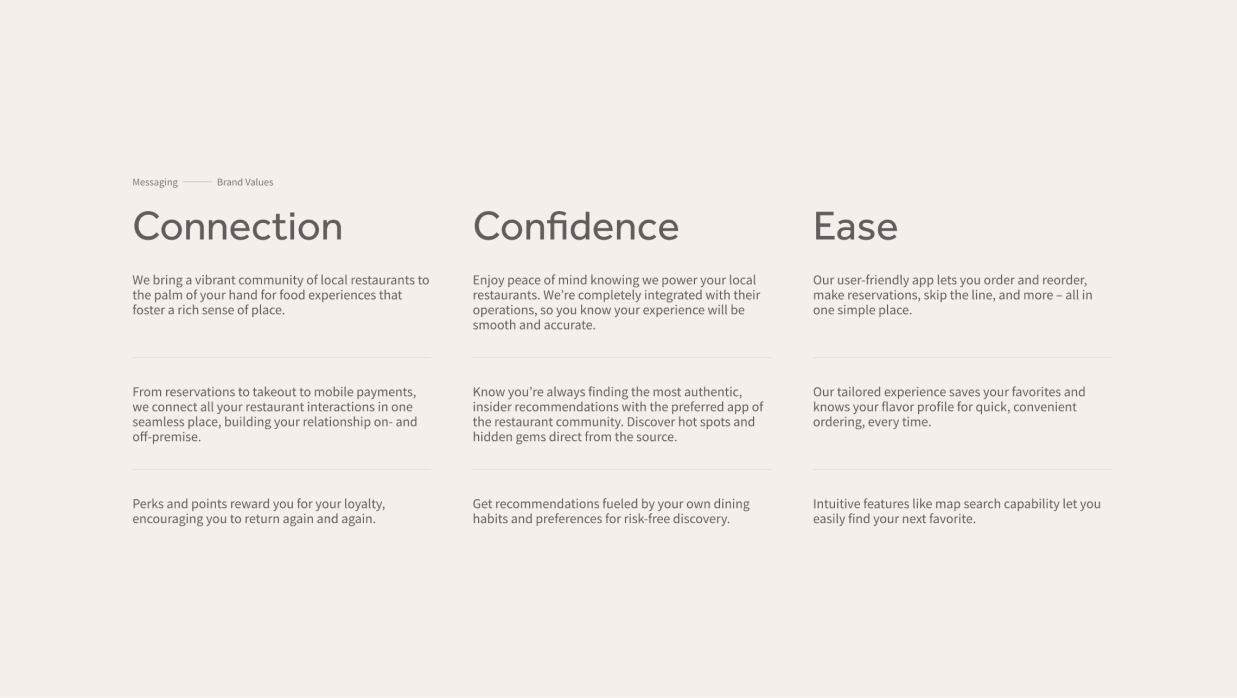 Messaging —— Brand Values
Connection
We bring a vibrant community of local restaurants to
the palm of your hand for food experiences that
foster a rich sense of place.
From reservations to takeout to mobile payments,
we connect all your restaurant interactions in one
seamless place, building your relationship on- and
off-premise.
Perks and points reward you for your loyalty,
encouraging you to return again and again.
Confidence
Enjoy peace of mind knowing we power your local
restaurants. We’re completely integrated with their
operations, so you know your experience will be
smooth and accurate.
Know you’re always finding the most authentic,
insider recommendations with the preferred app of
the restaurant community. Discover hot spots and
hidden gems direct from the source.
Get recommendations fueled by your own dining
habits and preferences for risk-free discovery.
Ease
Our user-friendly app lets you order and reorder,
make reservations, skip the line, and more – all in
one simple place.
Our tailored experience saves your favorites and
knows your flavor profile for quick, convenient
ordering, every time.
Intuitive features like map search capability let you
easily find your next favorite.